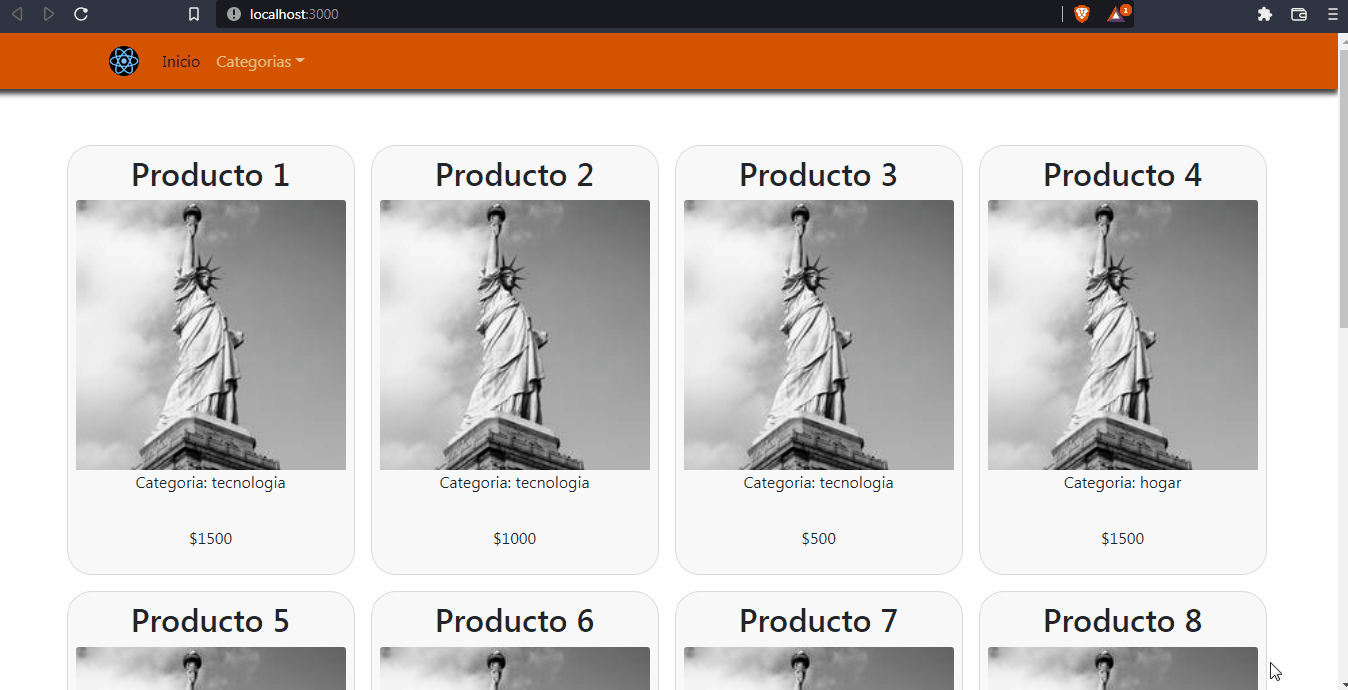 localhost:3000
1
Inicio Categorias
Producto 1 Producto 2 Producto 3 Producto 4
Categoria: tecnologia Categoria: tecnologia Categoria: tecnologia Categoria: hogar
$1500 $1000 $500 $1500
Producto 5 Producto 6 Producto 7 Producto 8